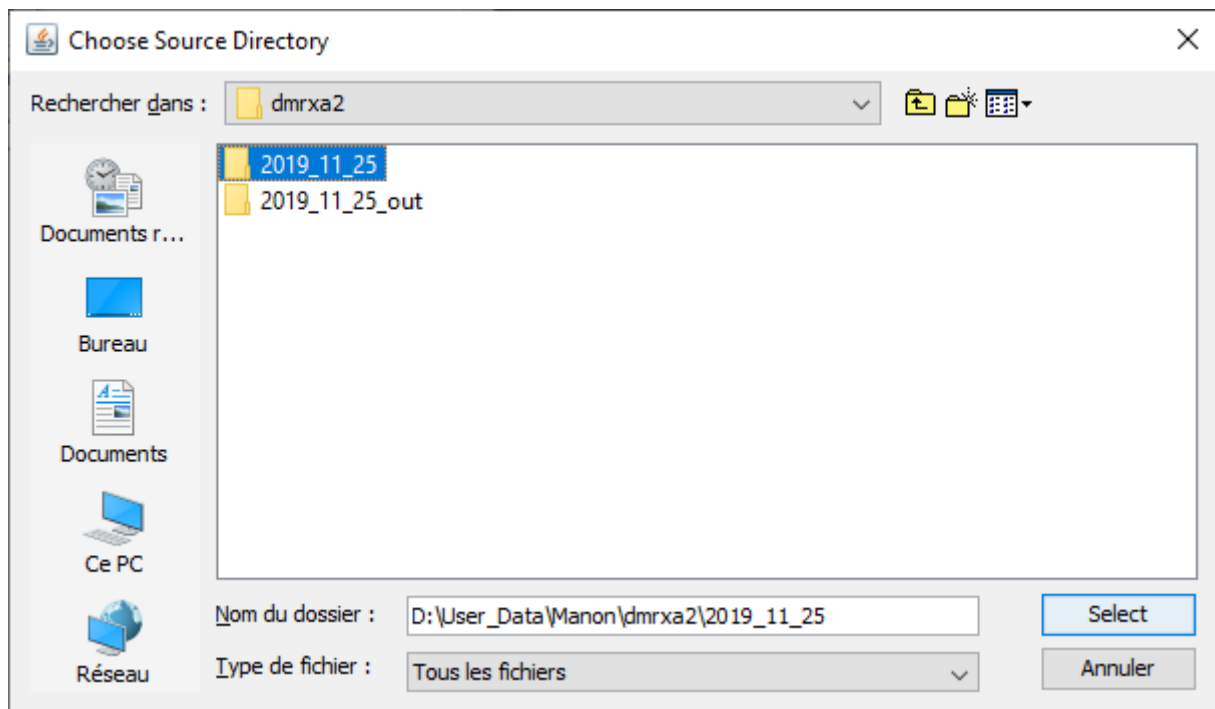 Choose Source Directory
Rechercher dans :
dmrxa2
2019_11_25
2019_11_25_out
Documents r...
Bureau
Documents
Ce PC
Réseau
Nom du dossier :
D:\User_Data\Manon\dmrxa2\2019_11_25
Select
Type de fichier :
Tous les fichiers
Annuler